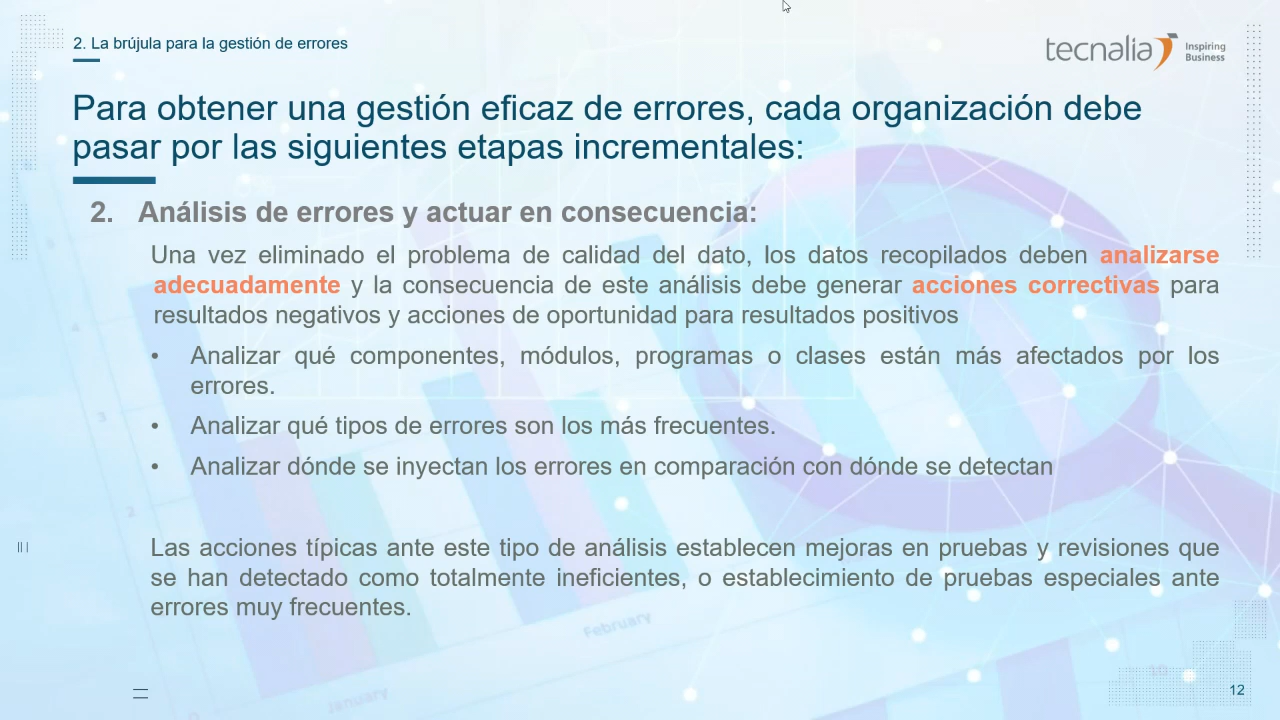 2. La brújula para la gestión de errores
tecnalia Inspiring
Business
Para obtener una gestión eficaz de errores, cada organización debe
pasar por las siguientes etapas incrementales:
2. Análisis de errores y actuar en consecuencia:
Una vez eliminado el problema de calidad del dato, los datos recopilados deben analizarse
adecuadamente y la consecuencia de este análisis debe generar acciones correctivas para
resultados negativos y acciones de oportunidad para resultados positivos
• Analizar qué componentes, módulos, programas o clases están más afectados por los
errores.
• Analizar qué tipos de errores son los más frecuentes.
• Analizar dónde se inyectan los errores en comparación con dónde se detectan
Las acciones típicas ante este tipo de análisis establecen mejoras en pruebas y revisiones que
se han detectado como totalmente ineficientes, o establecimiento de pruebas especiales ante
errores muy frecuentes.
February
January
12